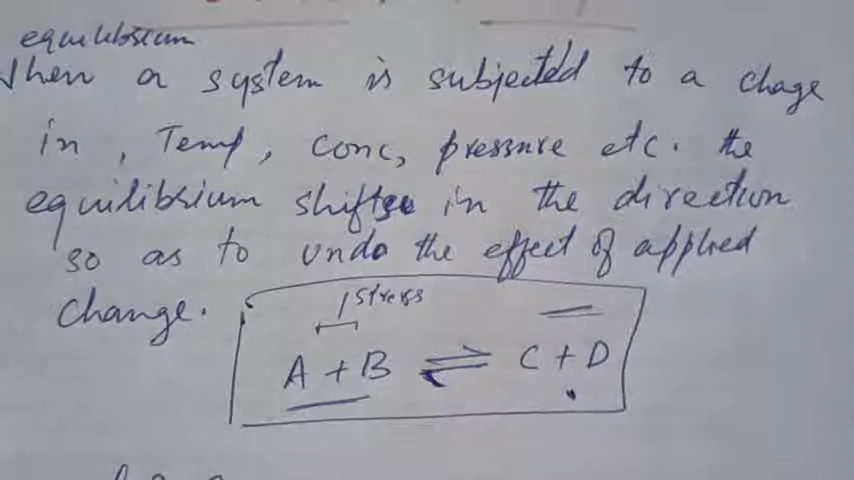 equilibrium
When a system is subjected to a chage
in , Temp, conc, pressure etc. the
equilibrium shifts in the direction
so as to undo the effect of applied
change.
stress
A + B ⇌ C + D